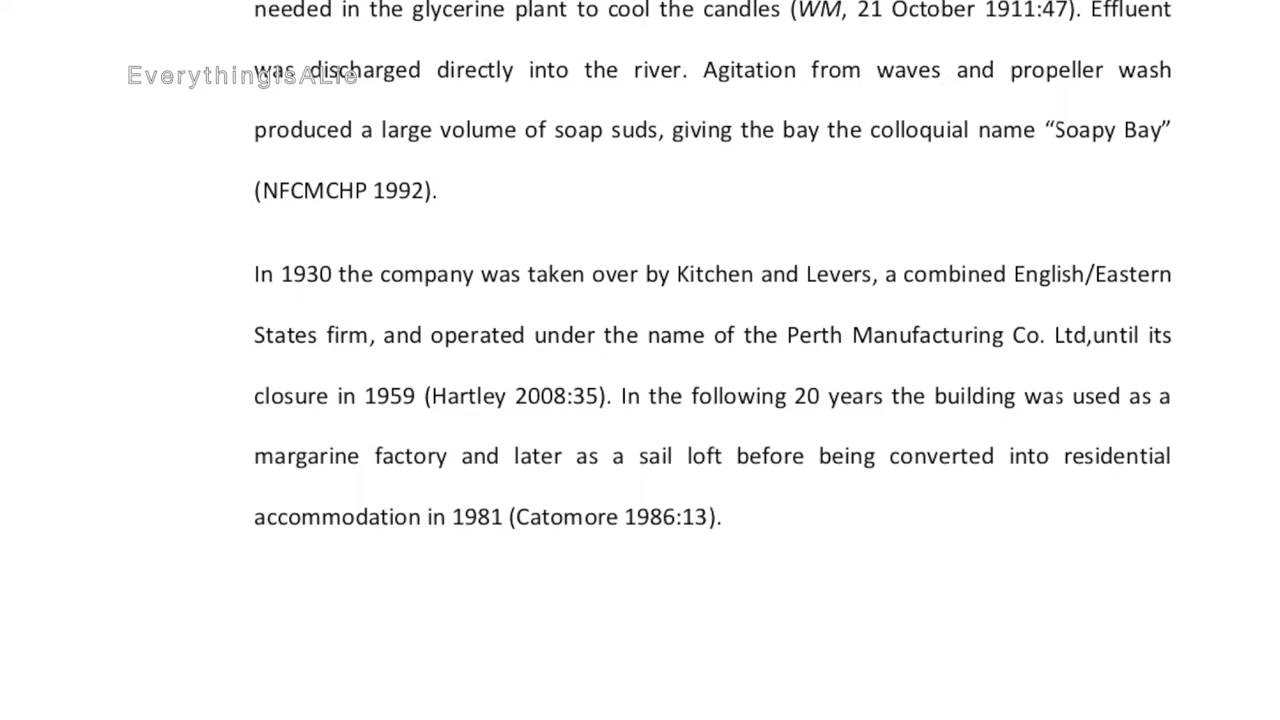 needed in the glycerine plant to cool the candles (WM, 21 October 1911:47). Effluent
EverythingIsALie
was discharged directly into the river. Agitation from waves and propeller wash
produced a large volume of soap suds, giving the bay the colloquial name “Soapy Bay”
(NFCMCHP 1992).
In 1930 the company was taken over by Kitchen and Levers, a combined English/Eastern
States firm, and operated under the name of the Perth Manufacturing Co. Ltd,until its
closure in 1959 (Hartley 2008:35). In the following 20 years the building was used as a
margarine factory and later as a sail loft before being converted into residential
accommodation in 1981 (Catomore 1986:13).